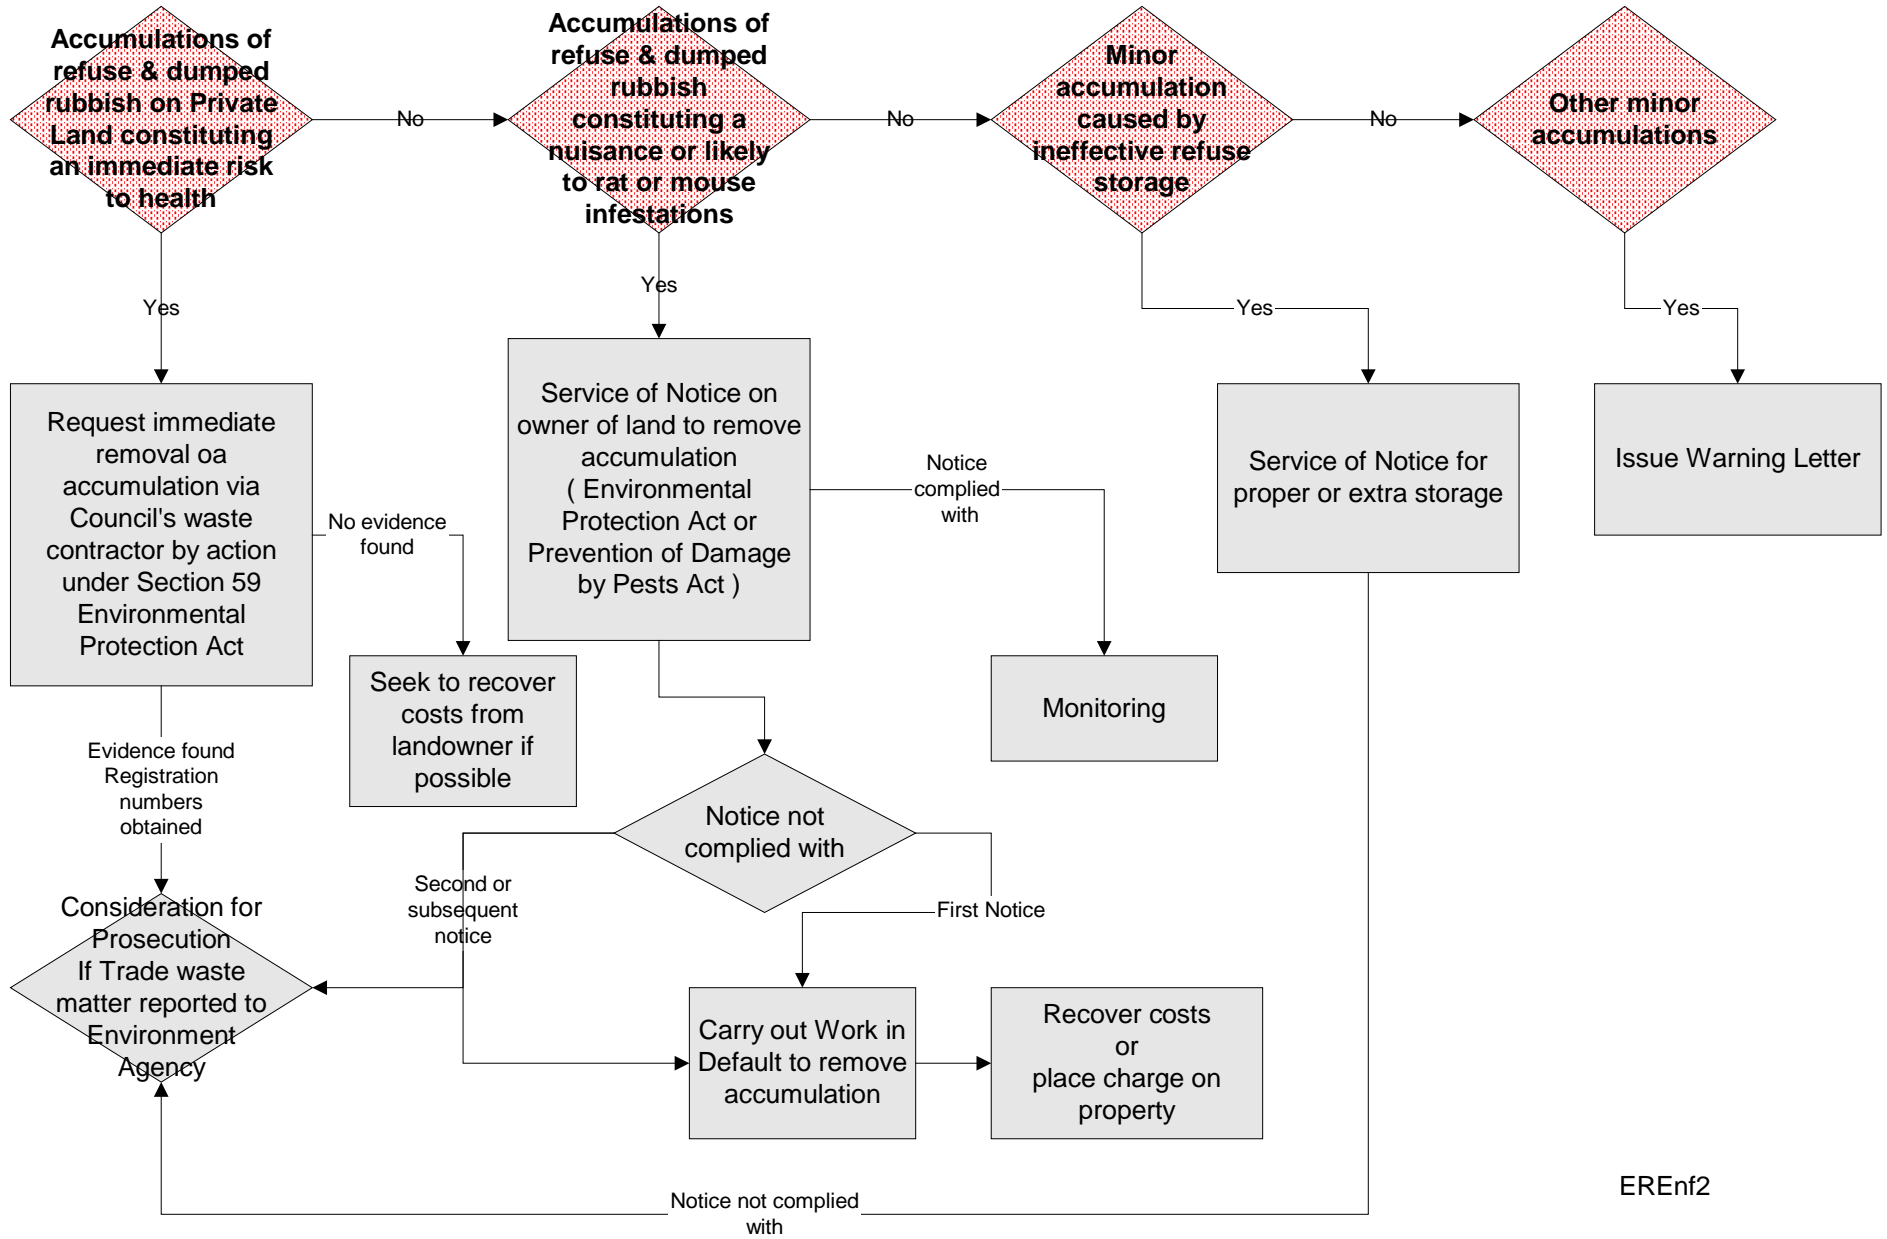 Accumulations of
refuse & dumped
rubbish on Private
Land constituting
an immediate risk
to health
No
Accumulations of
refuse & dumped
rubbish
constituting a
nuisance or likely
to rat or mouse
infestations
No
Minor
accumulation
caused by
ineffective refuse
storage
No
Other minor
accumulations
Yes
Yes
Yes
Yes
Request immediate
removal oa
accumulation via
Council's waste
contractor by action
under Section 59
Environmental
Protection Act
No evidence
found
Service of Notice on
owner of land to remove
accumulation
( Environmental
Protection Act or
Prevention of Damage
by Pests Act )
Notice
complied
with
Service of Notice for
proper or extra storage
Issue Warning Letter
Seek to recover
costs from
landowner if
possible
Monitoring
Evidence found
Registration
numbers
obtained
Notice not
complied with
Second or
subsequent
notice
First Notice
Consideration for
Prosecution
If Trade waste
matter reported to
Environment
Agency
Carry out Work in
Default to remove
accumulation
Recover costs
or
place charge on
property
Notice not complied
with
EREnf2